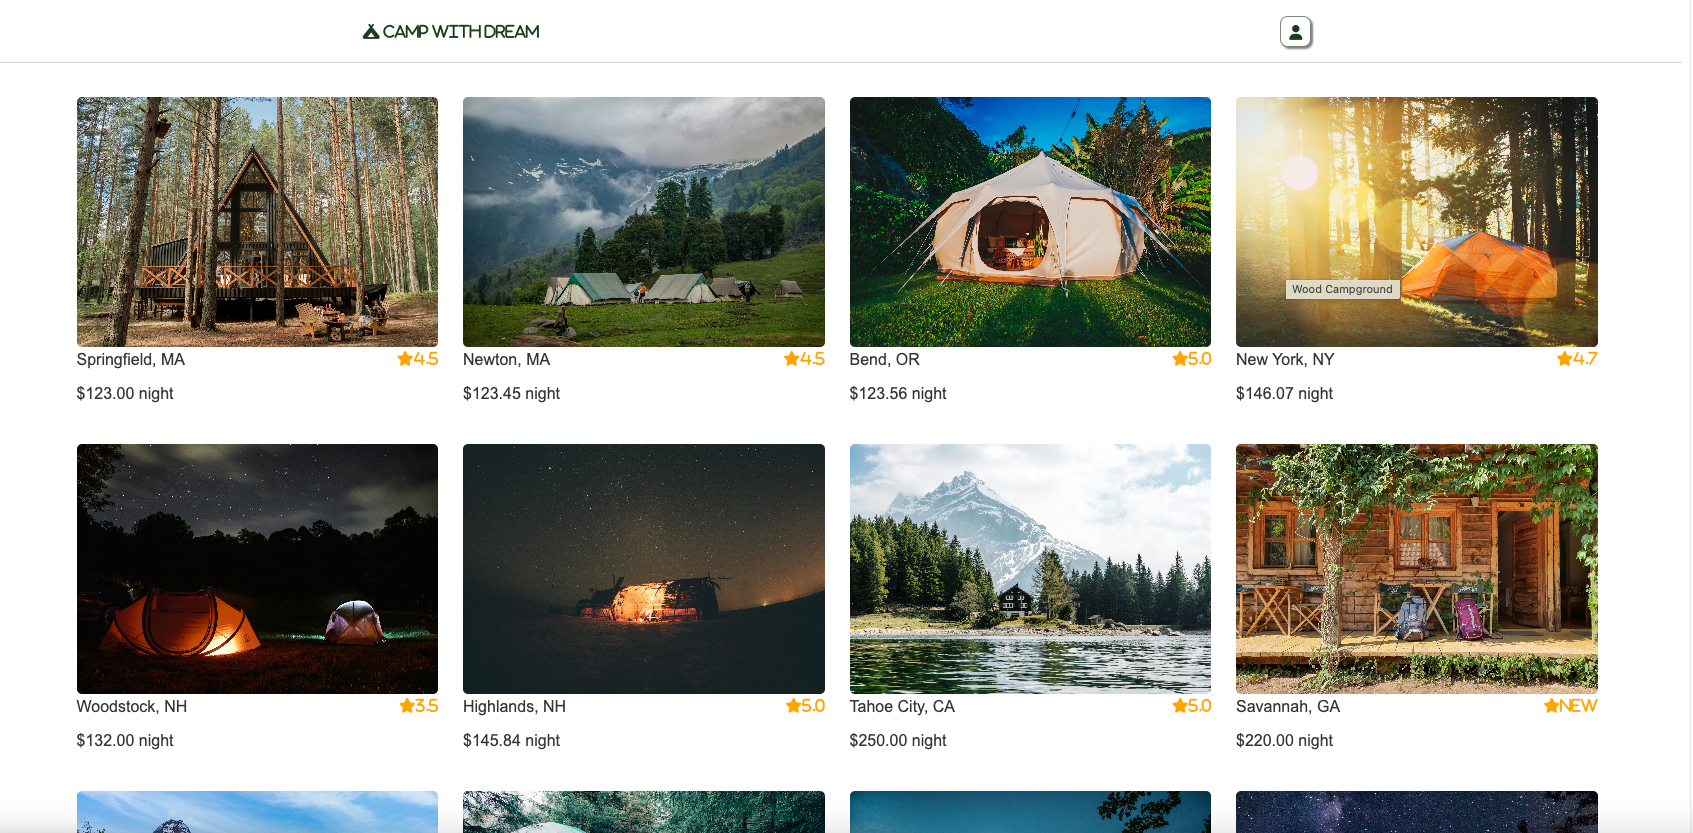 CAMP WITH DREAM
Wood Campground
Springfield, MA 4.5
$123.00 night
Newton, MA 4.5
$123.45 night
Bend, OR 5.0
$123.56 night
New York, NY 4.7
$146.07 night
Woodstock, NH 3.5
$132.00 night
Highlands, NH 5.0
$145.84 night
Tahoe City, CA 5.0
$250.00 night
Savannah, GA NEW
$220.00 night